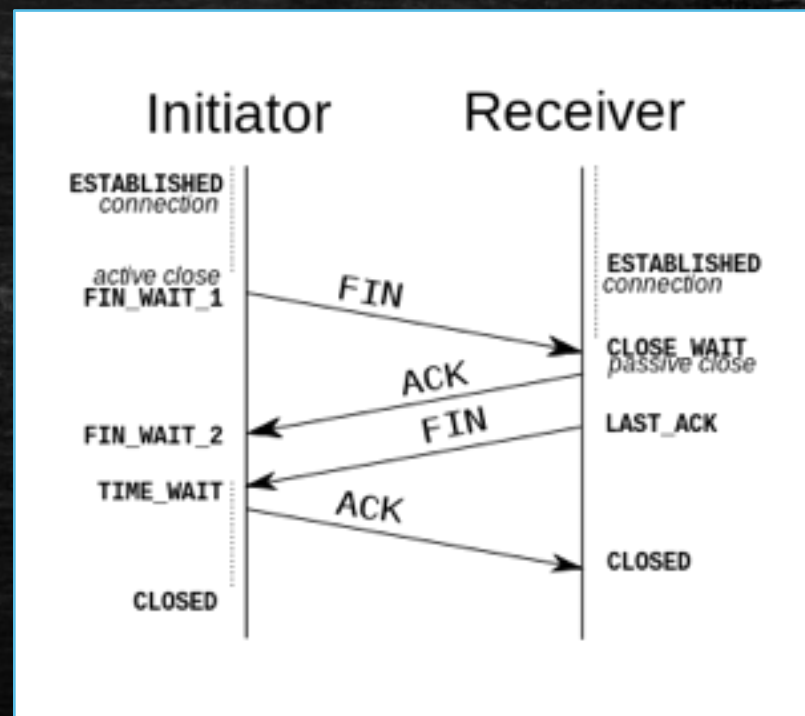 Initiator
Receiver
ESTABLISHED
connection
active close
FIN_WAIT_1
FIN
ESTABLISHED
connection
CLOSE_WAIT
passive close
ACK
FIN_WAIT_2
FIN
LAST_ACK
TIME_WAIT
ACK
CLOSED
CLOSED